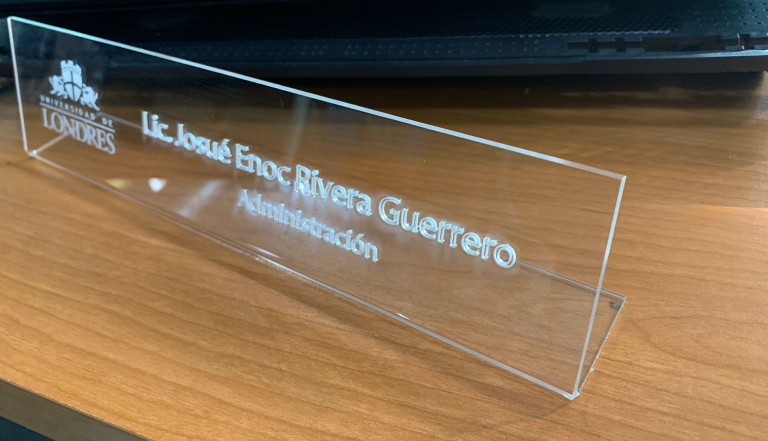 UNIVERSIDAD DE
LONDRES
Lic. Josué Enoc Rivera Guerrero
Administración